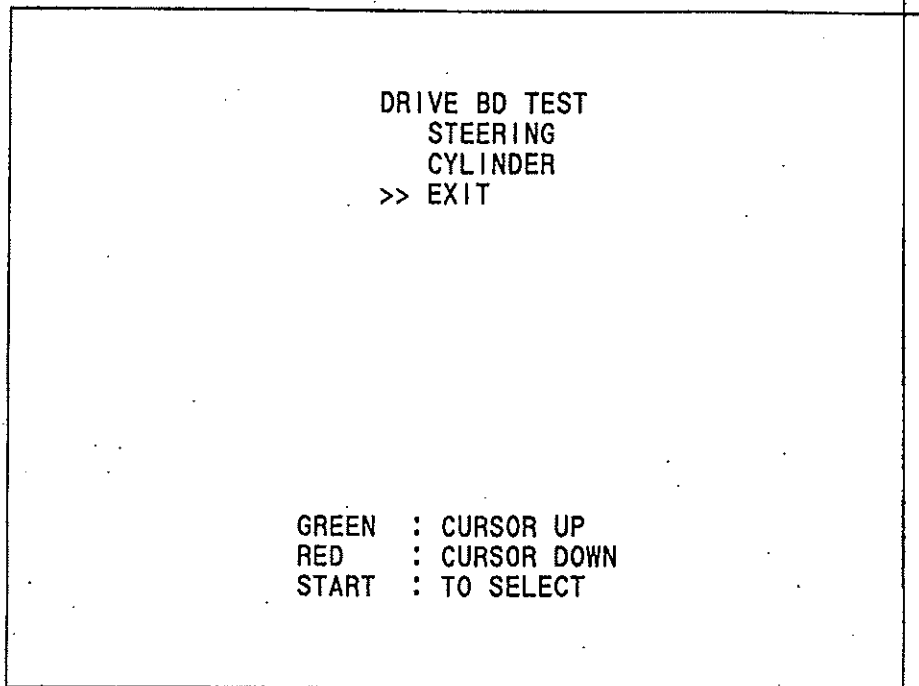 DRIVE BD TEST
STEERING
CYLINDER
>> EXIT
GREEN : CURSOR UP
RED : CURSOR DOWN
START : TO SELECT